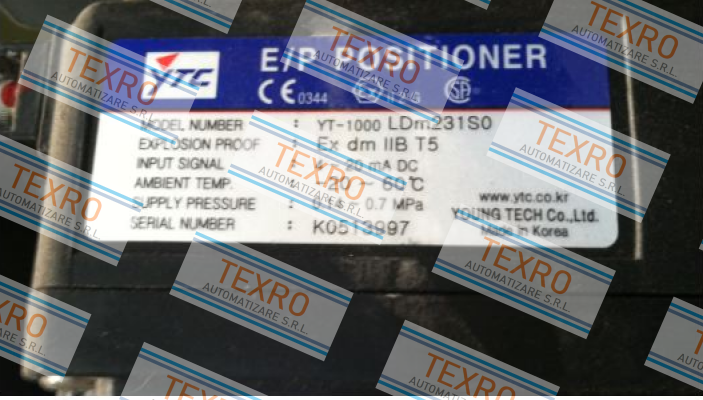 YTC
E/P POSITIONER
CE 0344
MODEL NUMBER : YT-1000 LDm231S0
EXPLOSION PROOF : Ex dm IIB T5
INPUT SIGNAL 20 mA DC
AMBIENT TEMP. : -20 ~ 60℃
SUPPLY PRESSURE 0.7 MPa
SERIAL NUMBER : K0513997
www.ytc.co.kr
YOUNG TECH Co.,Ltd.
Made in Korea
TEXRO
AUTOMATIZARE S.R.L.